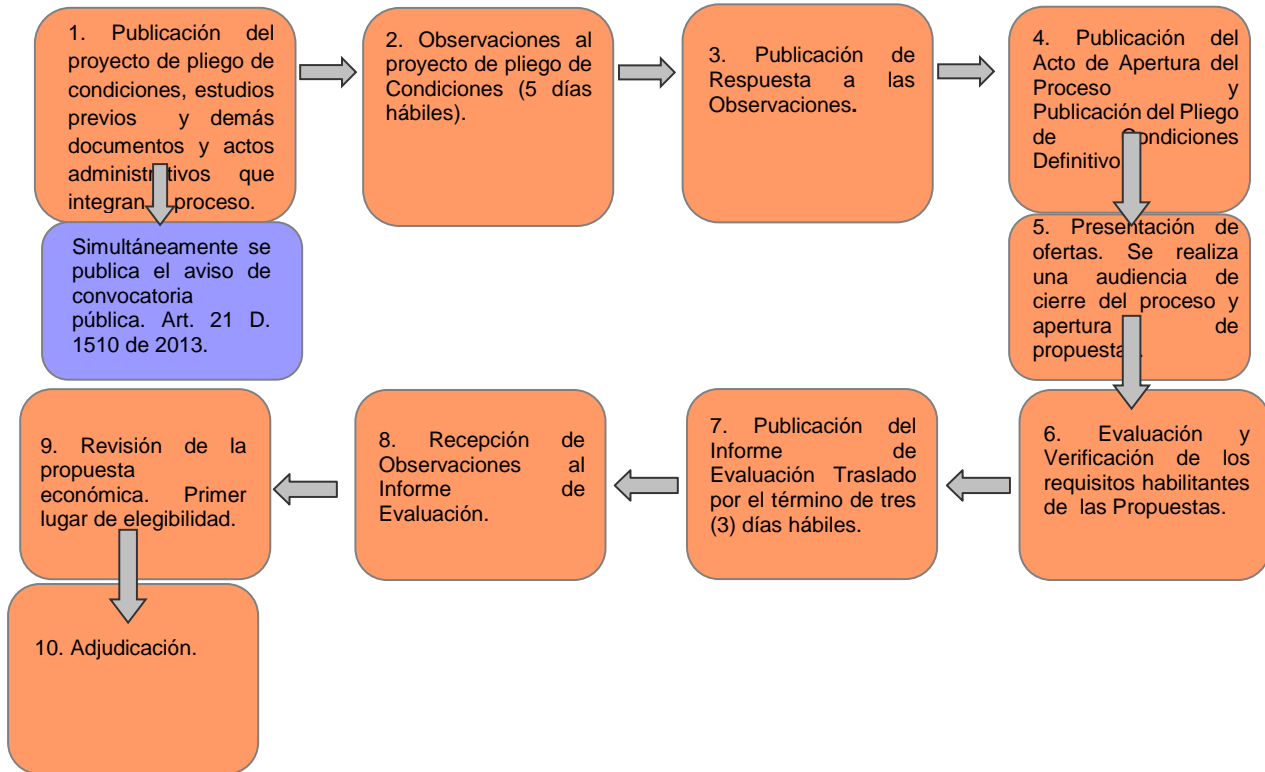 1. Publicación del
proyecto de pliego de
condiciones, estudios
previos y demás
documentos y actos
que
proceso.
Simultáneamente se
publica el aviso de
convocatoria
pública. Art. 21 D.
1510 de 2013.
2. Observaciones al
proyecto de pliego de
Condiciones (5 días
hábiles).
3. Publicación de
Respuesta a las
Observaciones.
4. Publicación del
Acto de Apertura del
Proceso y
Publicación del Pliego
de
Definitivo
5. Presentación de
ofertas. Se realiza
una audiencia de
cierre del proceso y
apertura de
6. Evaluación y
Verificación de los
requisitos habilitantes
de las Propuestas.
7. Publicación del
Informe de
Evaluación Traslado
por el término de tres
(3) días hábiles.
8. Recepción de
Observaciones al
Informe de
Evaluación.
9. Revisión de la
propuesta
económica. Primer
lugar de elegibilidad.
10. Adjudicación.